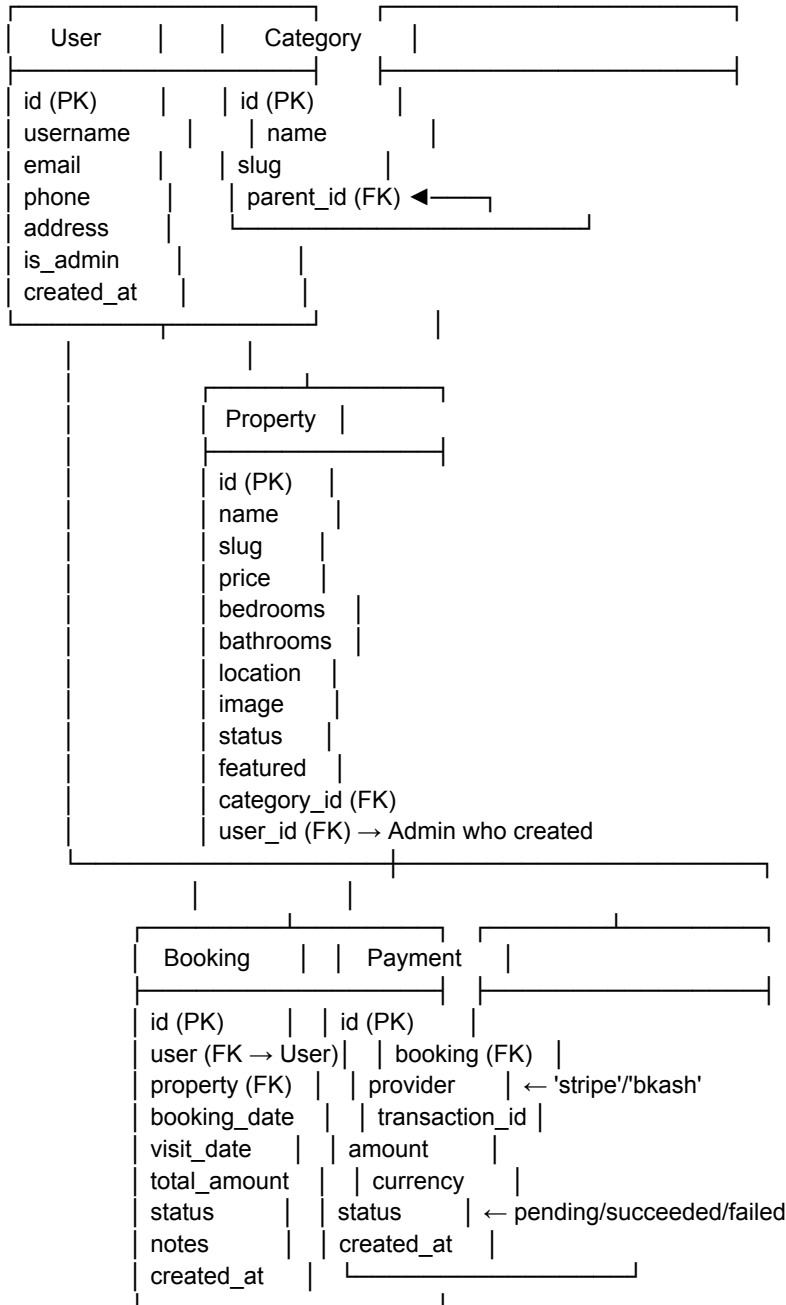 User Category
id (PK) id (PK)
username name
email slug
phone parent_id (FK) ◄
address
is_admin
created_at
Property
id (PK)
name
slug
price
bedrooms
bathrooms
location
image
status
featured
category_id (FK)
user_id (FK) → Admin who created
Booking Payment
id (PK) id (PK)
user (FK → User) booking (FK)
property (FK) provider ← 'stripe'/'bkash'
booking_date transaction_id
visit_date amount
total_amount currency
status status ← pending/succeeded/failed
notes created_at
created_at